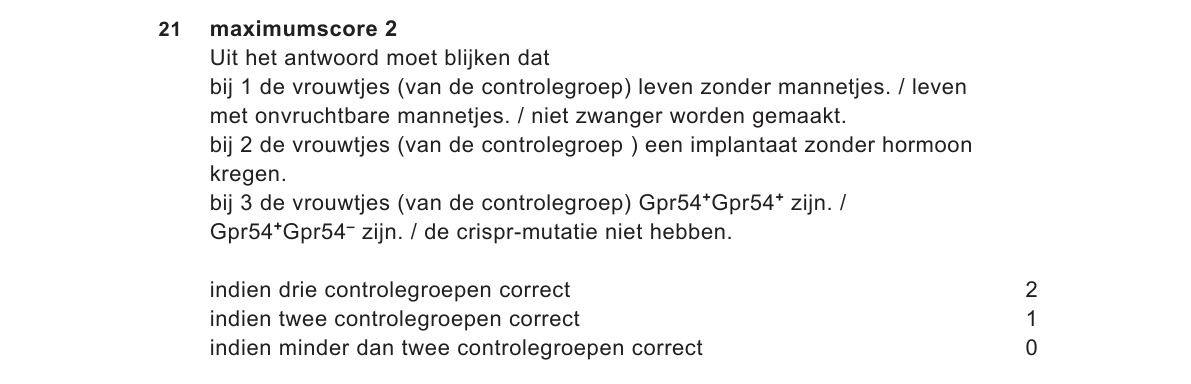 21 maximumscore 2
Uit het antwoord moet blijken dat
bij 1 de vrouwtjes (van de controlegroep) leven zonder mannetjes. / leven
met onvruchtbare mannetjes. / niet zwanger worden gemaakt.
bij 2 de vrouwtjes (van de controlegroep ) een implantaat zonder hormoon
kregen.
bij 3 de vrouwtjes (van de controlegroep) Gpr54⁺Gpr54⁺ zijn. /
Gpr54⁺Gpr54⁻ zijn. / de crispr-mutatie niet hebben.
indien drie controlegroepen correct 2
indien twee controlegroepen correct 1
indien minder dan twee controlegroepen correct 0